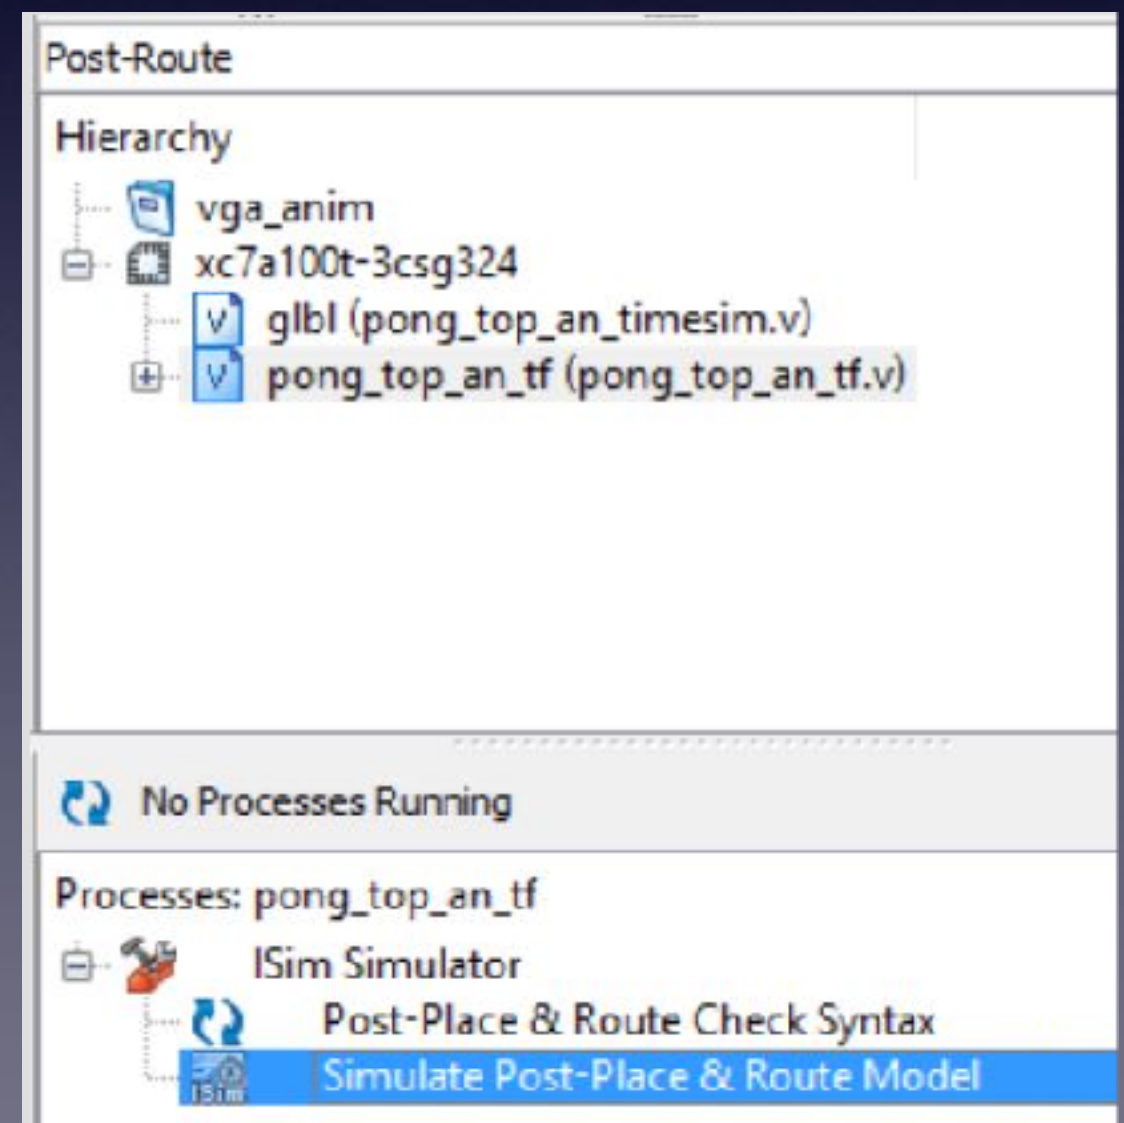 Post-Route
Hierarchy
vga_anim
xc7a100t-3csg324
glbl (pong_top_an_timesim.v)
pong_top_an_tf (pong_top_an_tf.v)
No Processes Running
Processes: pong_top_an_tf
ISim Simulator
Post-Place & Route Check Syntax
ISim
Simulate Post-Place & Route Model